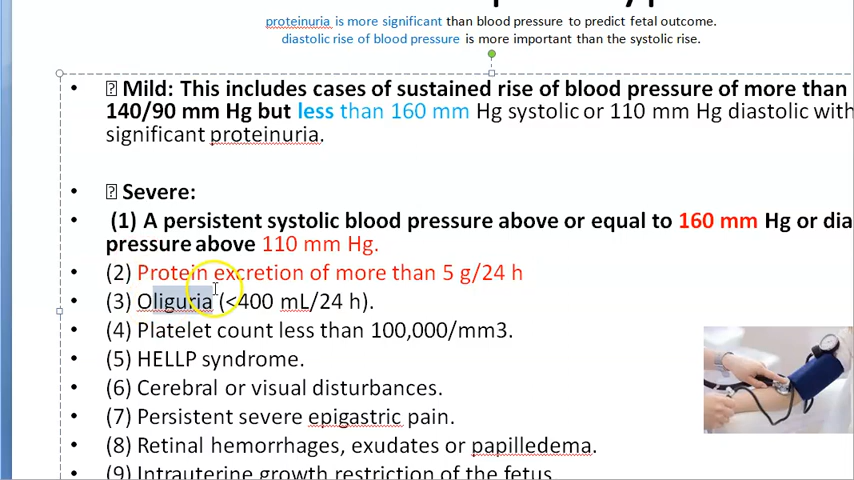 proteinuria is more significant than blood pressure to predict fetal outcome.
diastolic rise of blood pressure is more important than the systolic rise.
• Mild: This includes cases of sustained rise of blood pressure of more than
140/90 mm Hg but less than 160 mm Hg systolic or 110 mm Hg diastolic with
significant proteinuria.
• Severe:
• (1) A persistent systolic blood pressure above or equal to 160 mm Hg or dia
pressure above 110 mm Hg.
• (2) Protein excretion of more than 5 g/24 h
• (3) Oliguria (<400 mL/24 h).
• (4) Platelet count less than 100,000/mm3.
• (5) HELLP syndrome.
• (6) Cerebral or visual disturbances.
• (7) Persistent severe epigastric pain.
• (8) Retinal hemorrhages, exudates or papilledema.
• (9) Intrauterine growth restriction of the fetus